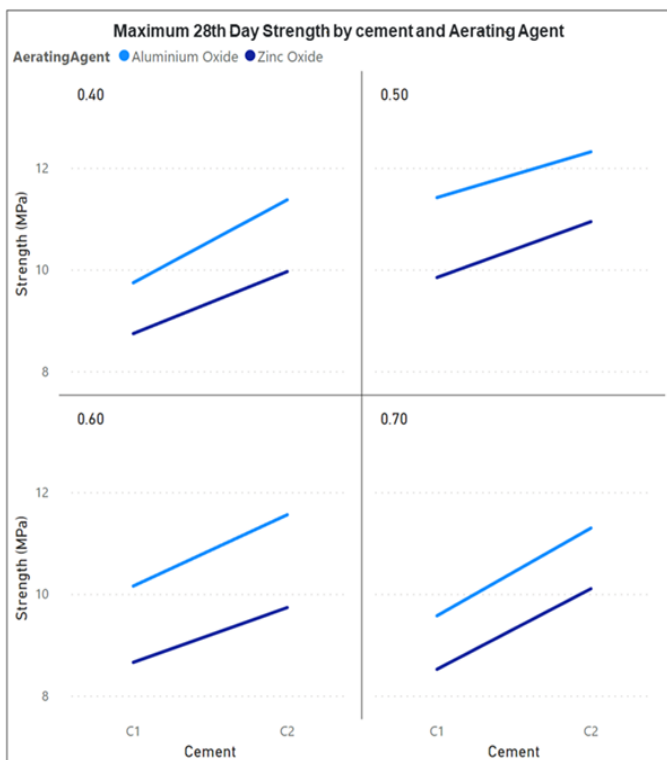 Maximum 28th Day Strength by cement and Aerating Agent
AeratingAgent Aluminium Oxide Zinc Oxide
0.40 0.50
12
10
8
Strength (MPa)
0.60 0.70
12
10
8
Strength (MPa)
C1 C2 C1 C2
Cement Cement